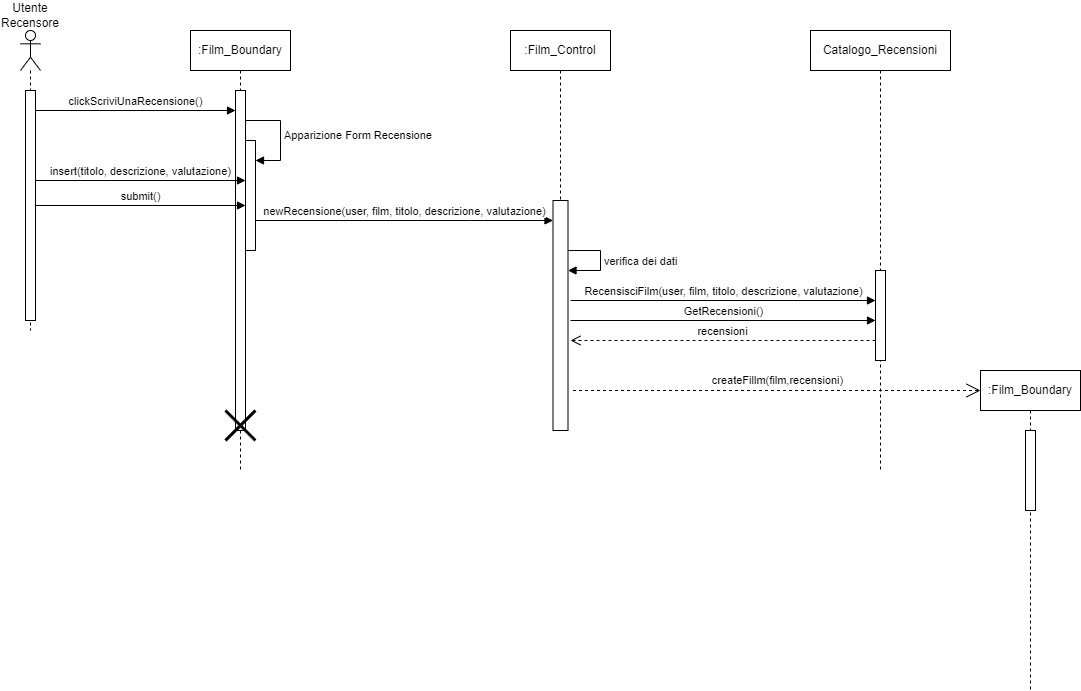 Utente
Recensore
:Film_Boundary
:Film_Control
Catalogo_Recensioni
clickScriviUnaRecensione()
Apparizione Form Recensione
insert(titolo, descrizione, valutazione)
submit()
newRecensione(user, film, titolo, descrizione, valutazione)
verifica dei dati
RecensisciFilm(user, film, titolo, descrizione, valutazione)
GetRecensioni()
recensioni
createFillm(film,recensioni)
:Film_Boundary